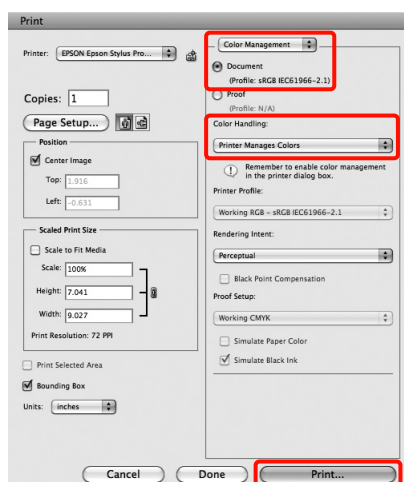 Print
Printer: EPSON Epson Stylus Pro...
Copies: 1
Page Setup...
Position
Center Image
Top: 1.916
Left: -0.631
Scaled Print Size
Scale to Fit Media
Scale: 100%
Height: 7.041
Width: 9.027
Print Resolution: 72 PPI
Print Selected Area
Bounding Box
Units: inches
Color Management
Document
(Profile: sRGB IEC61966-2.1)
Proof
(Profile: N/A)
Color Handling:
Printer Manages Colors
Remember to enable color management
in the printer dialog box.
Printer Profile:
Working RGB - sRGB IEC61966-2.1
Rendering Intent:
Perceptual
Black Point Compensation
Proof Setup:
Working CMYK
Simulate Paper Color
Simulate Black Ink
Cancel
Done
Print...